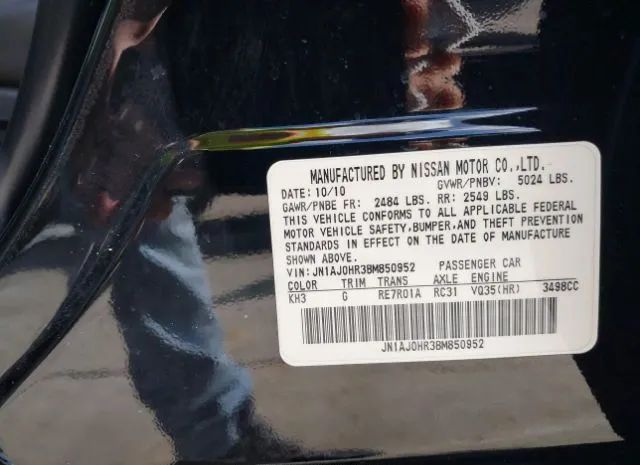 MANUFACTURED BY NISSAN MOTOR CO.,LTD.
DATE: 10/10 GVWR/PNBV: 5024 LBS.
GAWR/PNBE FR: 2484 LBS. RR: 2549 LBS.
THIS VEHICLE CONFORMS TO ALL APPLICABLE FEDERAL
MOTOR VEHICLE SAFETY,BUMPER,AND THEFT PREVENTION
STANDARDS IN EFFECT ON THE DATE OF MANUFACTURE
SHOWN ABOVE.
VIN: JN1AJ0HR3BM850952 PASSENGER CAR
COLOR TRIM TRANS AXLE ENGINE
KH3 G RE7R01A RC31 VQ35(HR) 3498CC
JN1AJ0HR3BM850952